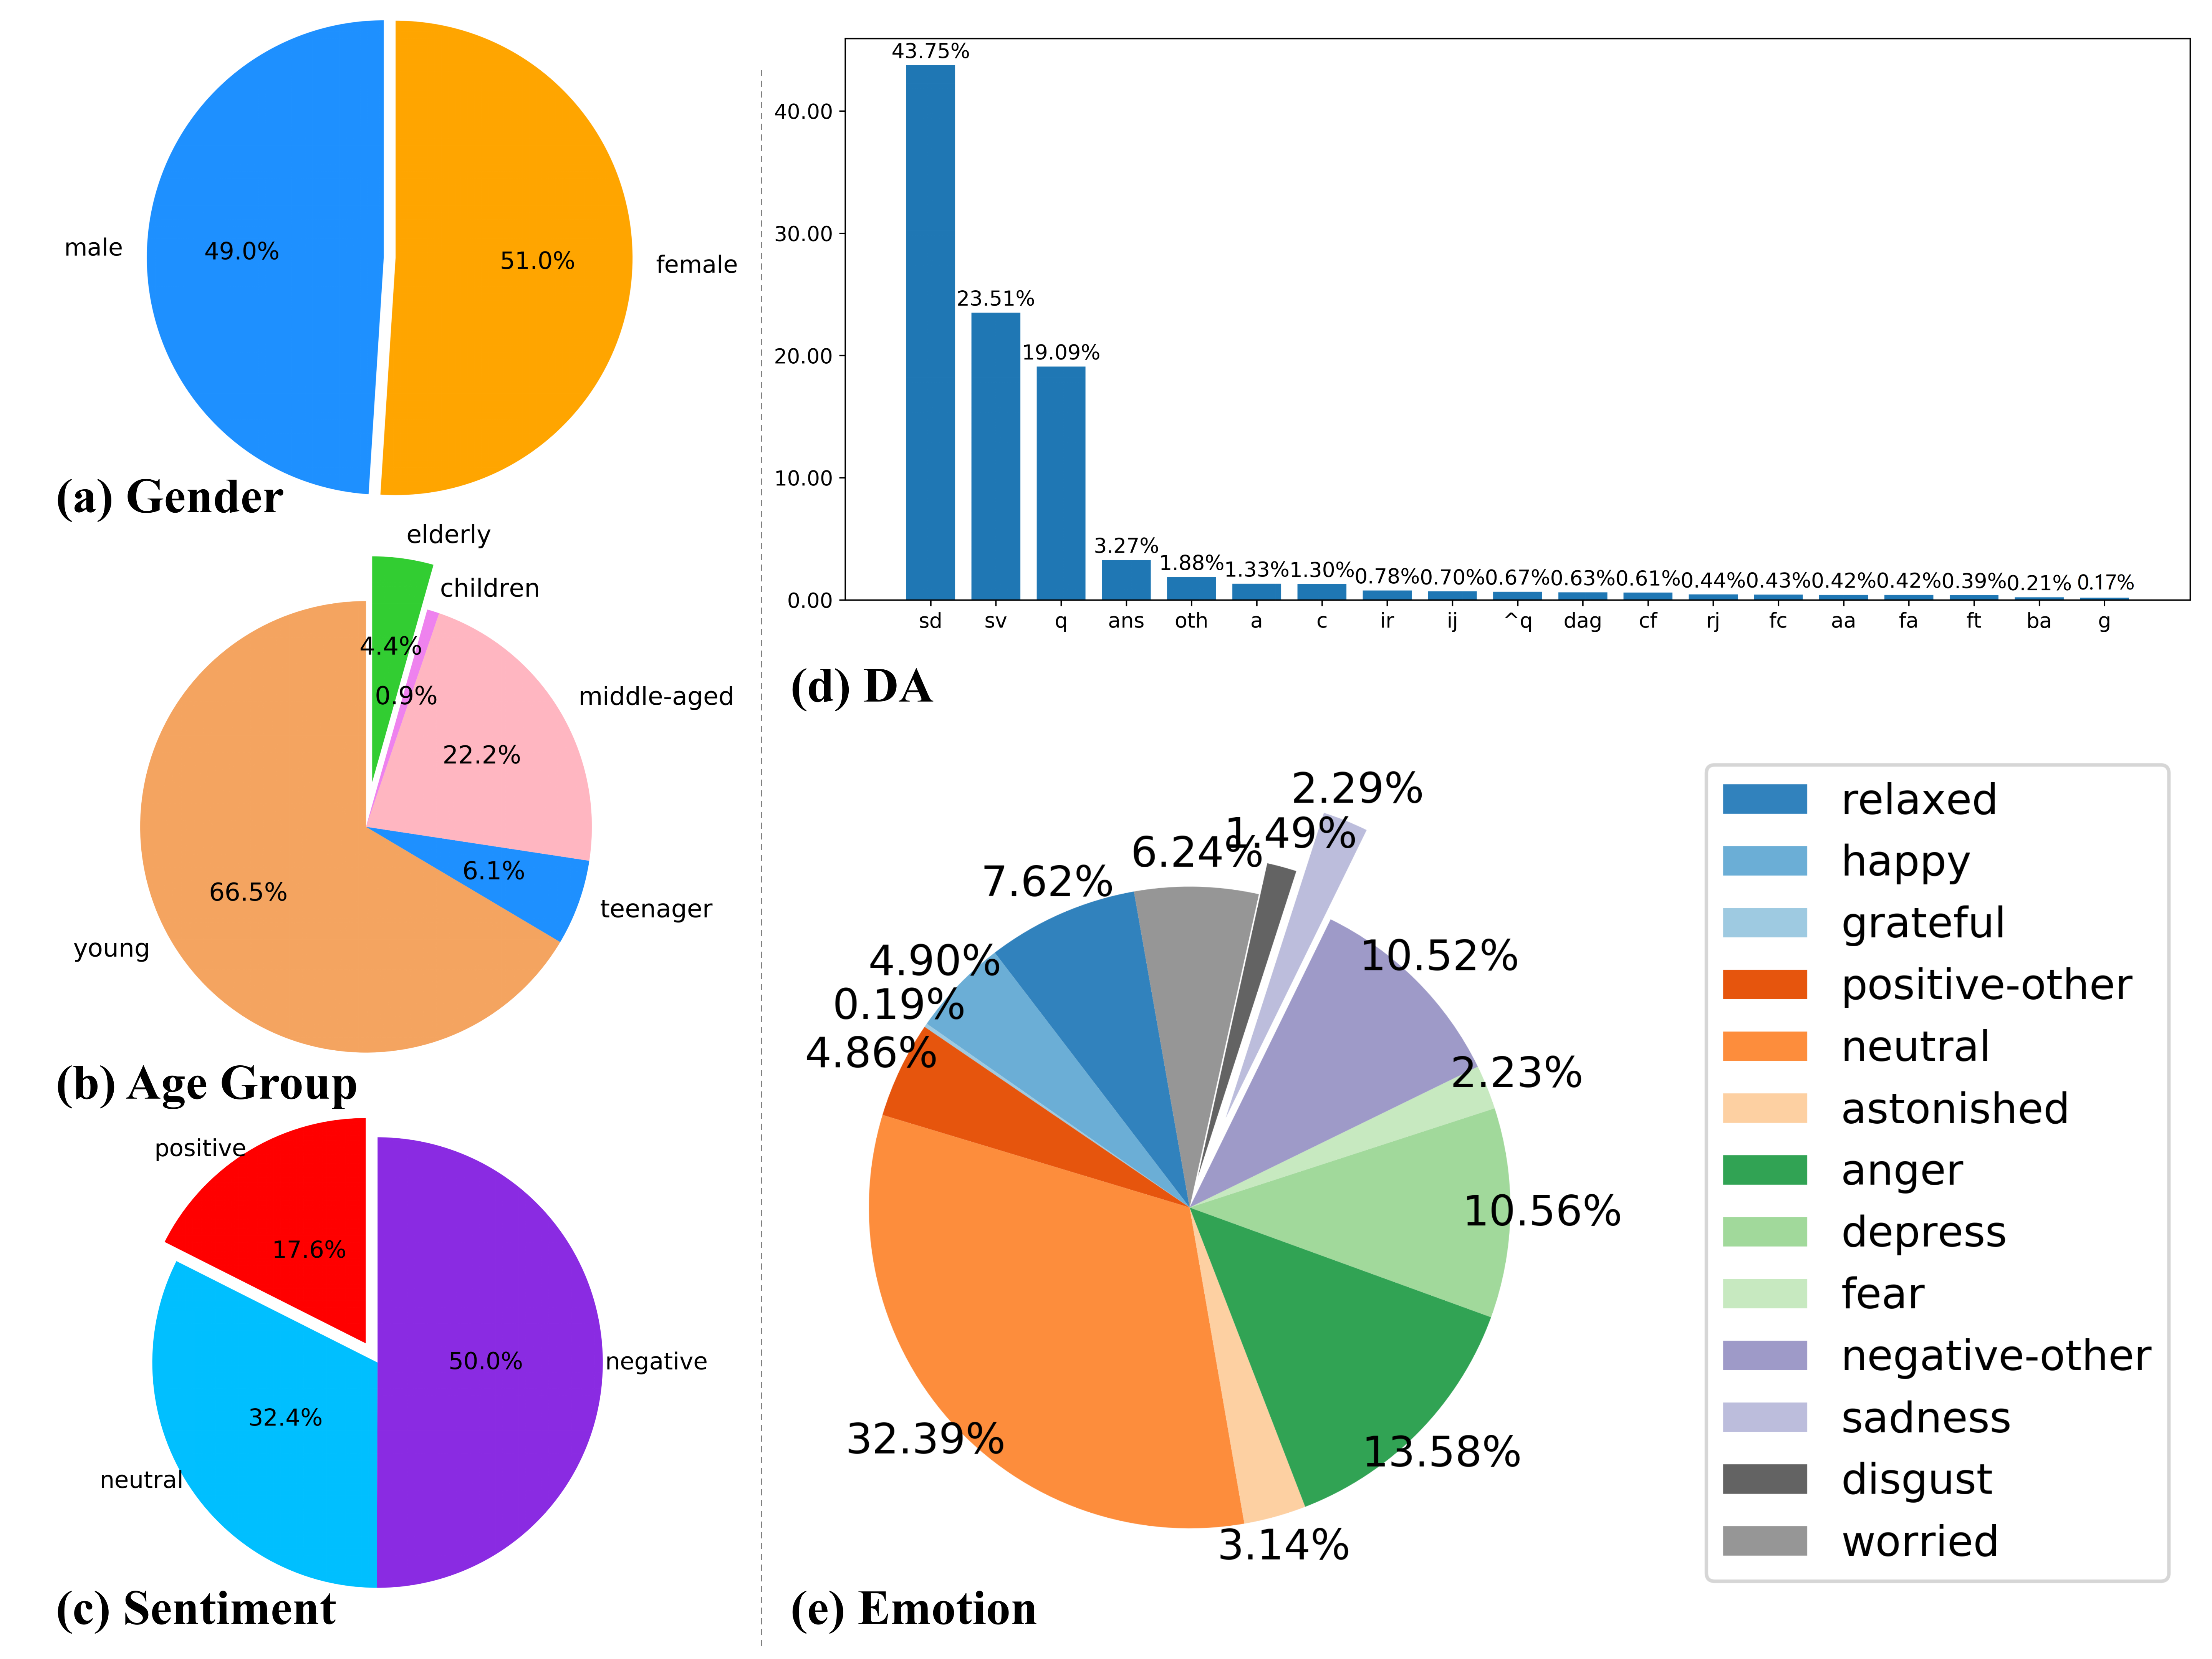 male
49.0%
51.0%
female
(a) Gender
elderly
children
4.4%
0.9%
middle-aged
22.2%
6.1%
66.5%
teenager
young
(b) Age Group
positive
17.6%
50.0%
negative
32.4%
neutral
(c) Sentiment
43.75%
40.00
30.00
23.51%
20.00
19.09%
10.00
3.27%
1.88% 1.33% 1.30% 0.78% 0.70% 0.67% 0.63% 0.61% 0.44% 0.43% 0.42% 0.42% 0.39% 0.21% 0.17%
0.00
sd sv q ans oth a c ir ij ^q dag cf rj fc aa fa ft ba g
(d) DA
2.29%
1.49%
6.24%
7.62%
10.52%
4.90%
0.19%
4.86%
2.23%
10.56%
32.39%
13.58%
3.14%
relaxed
happy
grateful
positive-other
neutral
astonished
anger
depress
fear
negative-other
sadness
disgust
worried
(e) Emotion